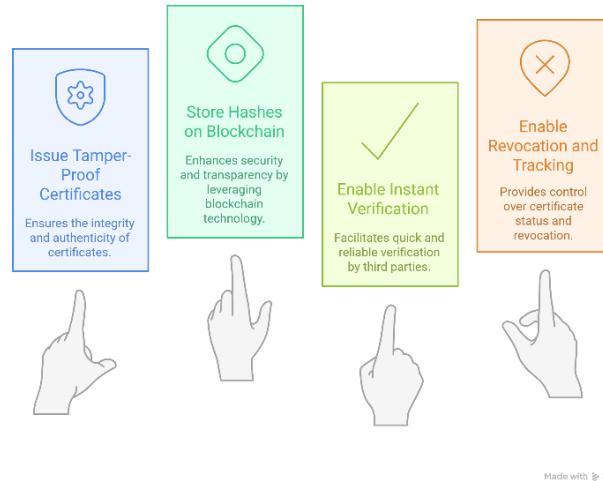 Issue Tamper-
Proof
Certificates
Ensures the integrity
and authenticity of
certificates.
Store Hashes
on Blockchain
Enhances security
and transparency by
leveraging
blockchain
technology.
Enable Instant
Verification
Facilitates quick and
reliable verification
by third parties.
Enable
Revocation and
Tracking
Provides control
over certificate
status and
revocation.
Made with